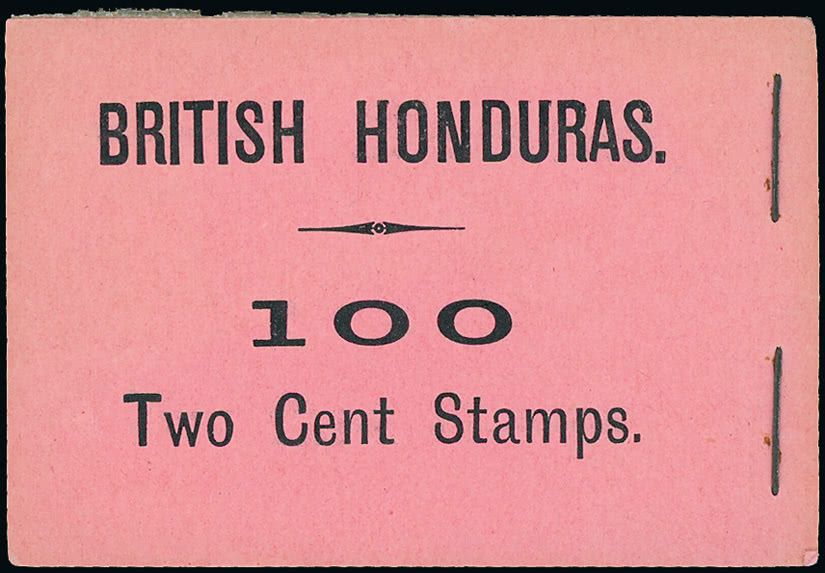 BRITISH HONDURAS.
100
Two Cent Stamps.